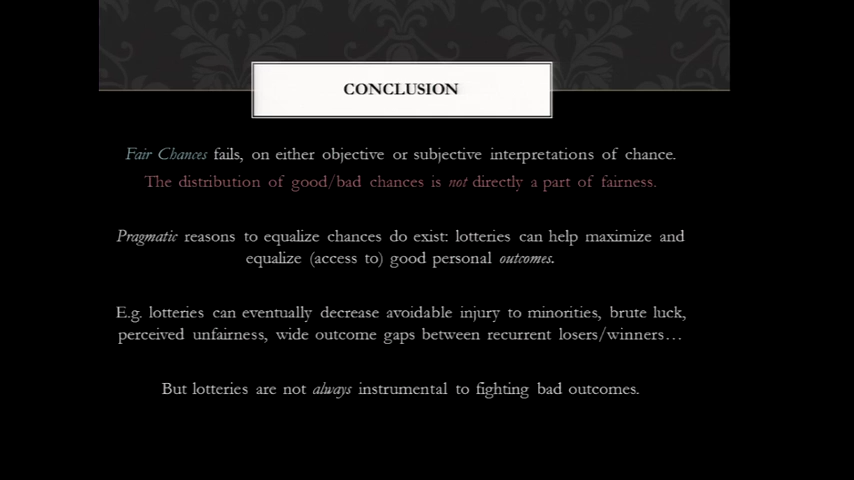 CONCLUSION
Fair Chances fails, on either objective or subjective interpretations of chance.
The distribution of good/bad chances is not directly a part of fairness.
Pragmatic reasons to equalize chances do exist: lotteries can help maximize and
equalize (access to) good personal outcomes.
E.g. lotteries can eventually decrease avoidable injury to minorities, brute luck,
perceived unfairness, wide outcome gaps between recurrent losers/winners…
But lotteries are not always instrumental to fighting bad outcomes.